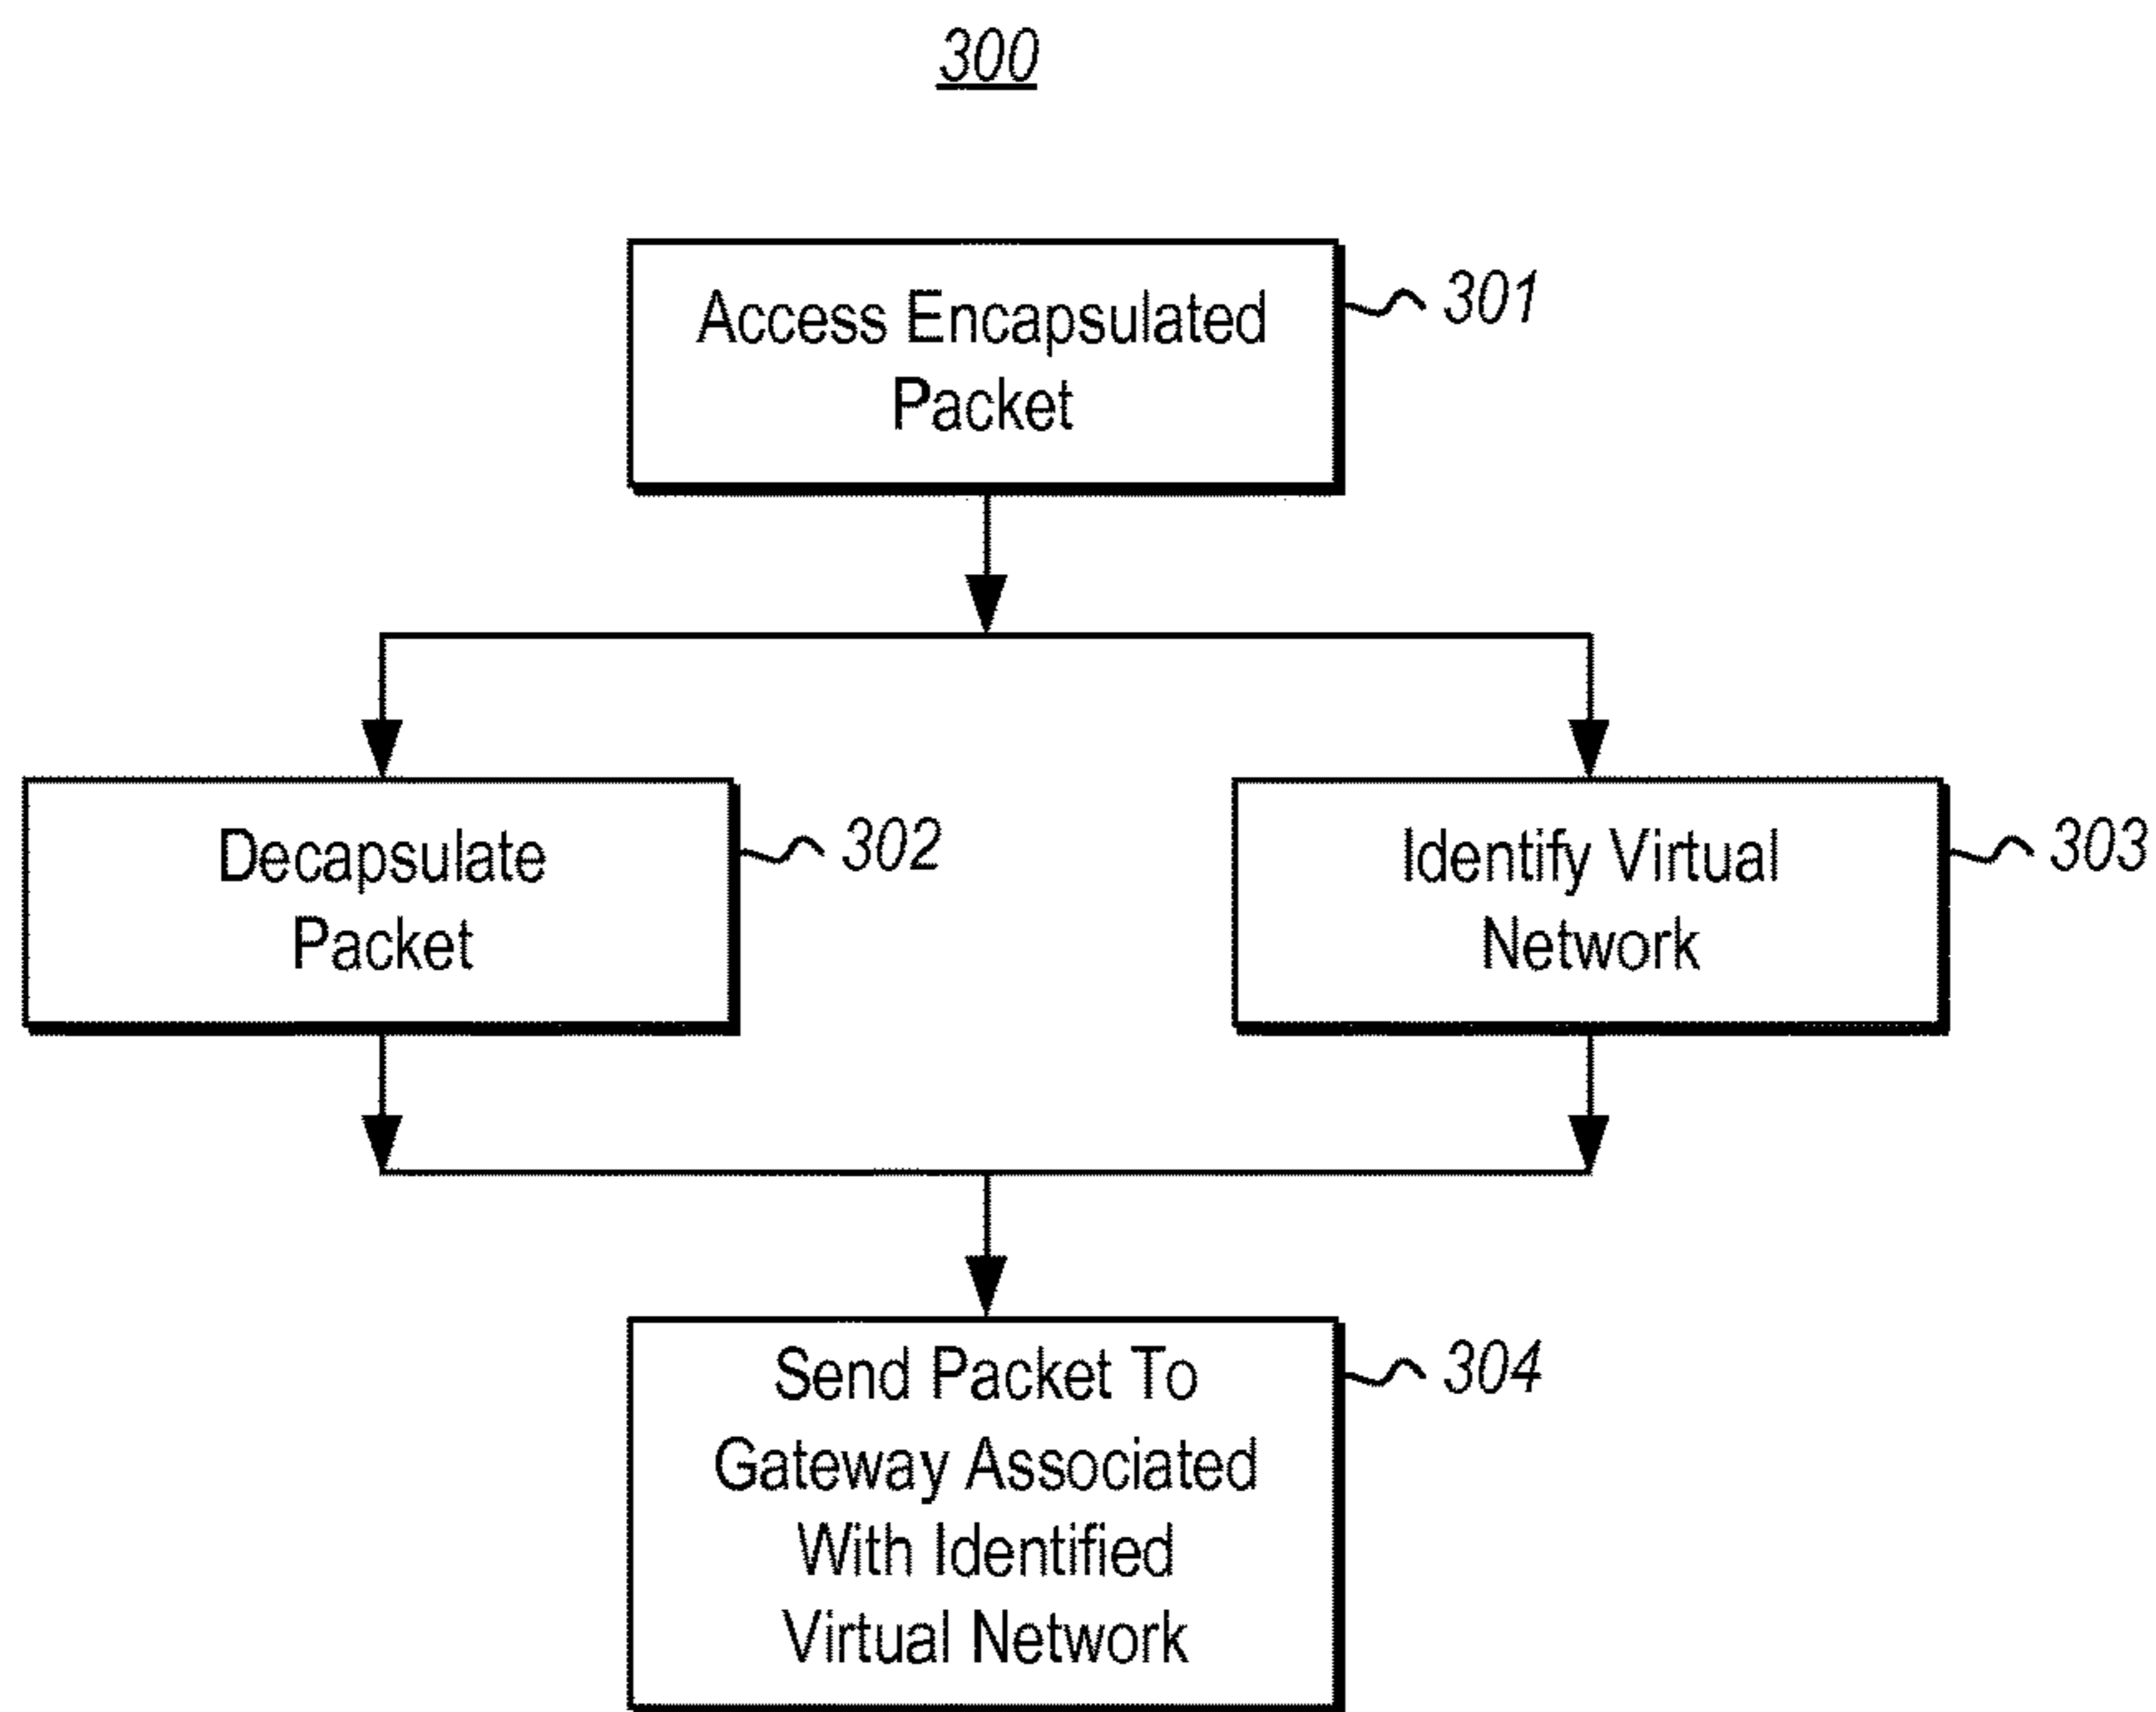 300
Access Encapsulated
Packet
301
Decapsulate
Packet
302
Identify Virtual
Network
303
Send Packet To
Gateway Associated
With Identified
Virtual Network
304